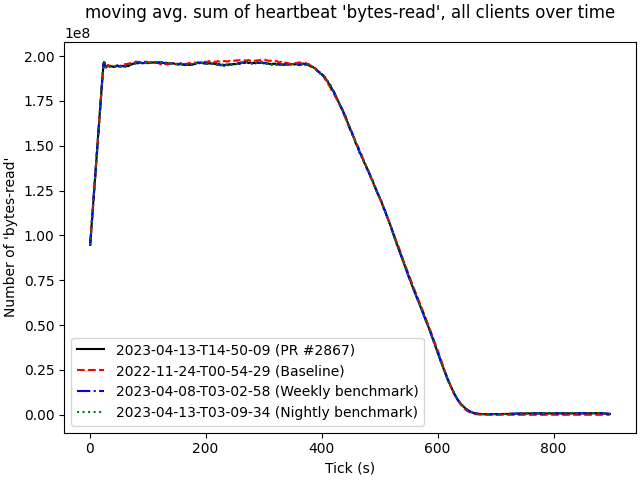 moving avg. sum of heartbeat 'bytes-read', all clients over time
1e8
2.00
1.75
1.50
1.25
1.00
0.75
0.50
0.25
0.00
Number of 'bytes-read'
2023-04-13-T14-50-09 (PR #2867)
2022-11-24-T00-54-29 (Baseline)
2023-04-08-T03-02-58 (Weekly benchmark)
2023-04-13-T03-09-34 (Nightly benchmark)
0 200 400 600 800
Tick (s)